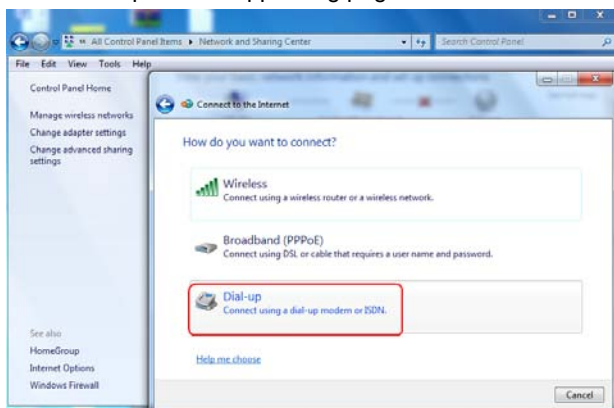 All Control Panel Items ▸ Network and Sharing Center
Search Control Panel
File Edit View Tools Help
Control Panel Home
Manage wireless networks
Change adapter settings
Change advanced sharing
settings
See also
HomeGroup
Internet Options
Windows Firewall
Connect to the Internet
How do you want to connect?
Wireless
Connect using a wireless router or a wireless network.
Broadband (PPPoE)
Connect using DSL or cable that requires a user name and password.
Dial-up
Connect using a dial-up modem or ISDN.
Help me choose
Cancel